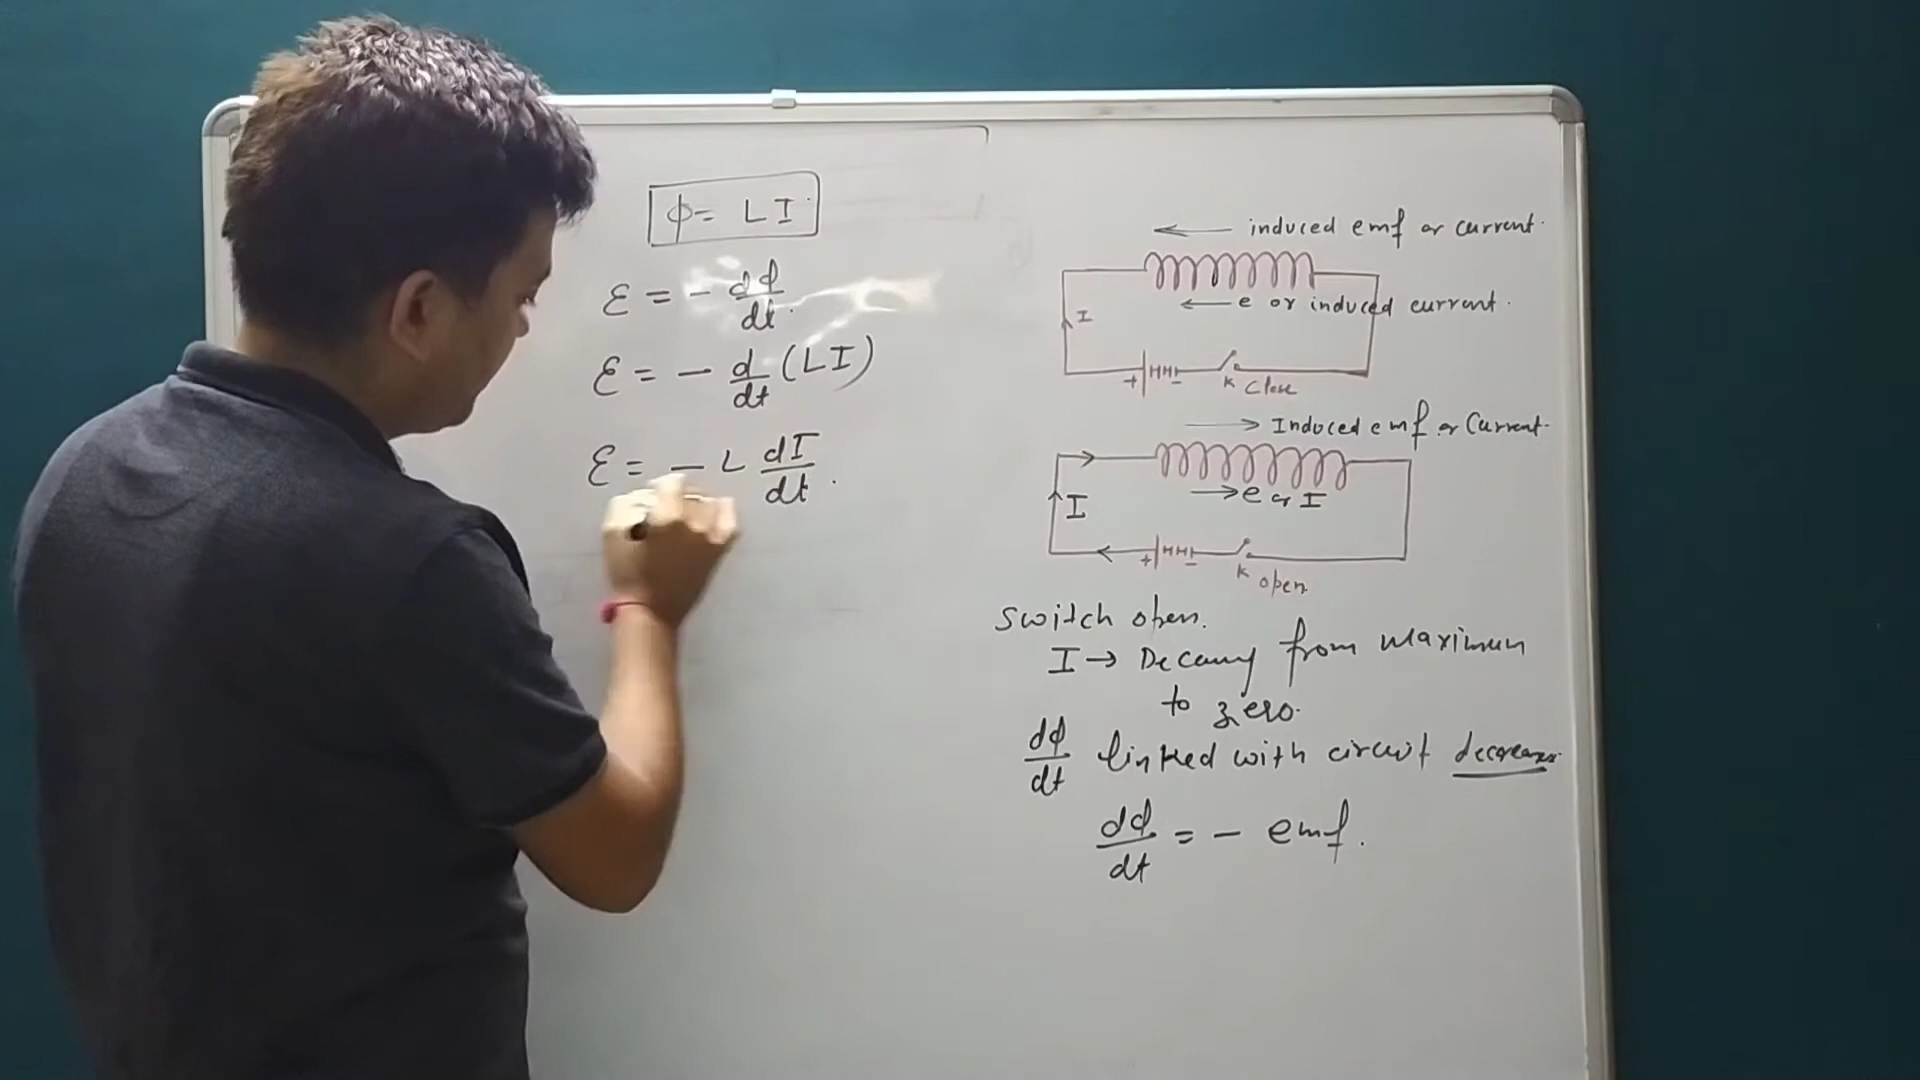 ϕ = LI
ε = - dϕ/dt.
ε = - d/dt (LI)
ε = - L dI/dt.
← induced emf or current.
← e or induced current.
I
+ -
K Close
→ Induced emf or Current.
→ e or I
I
+ -
K open
Switch open.
I → Decay from maximum
to zero.
dϕ/dt linked with circuit decreases.
dϕ/dt = - emf.